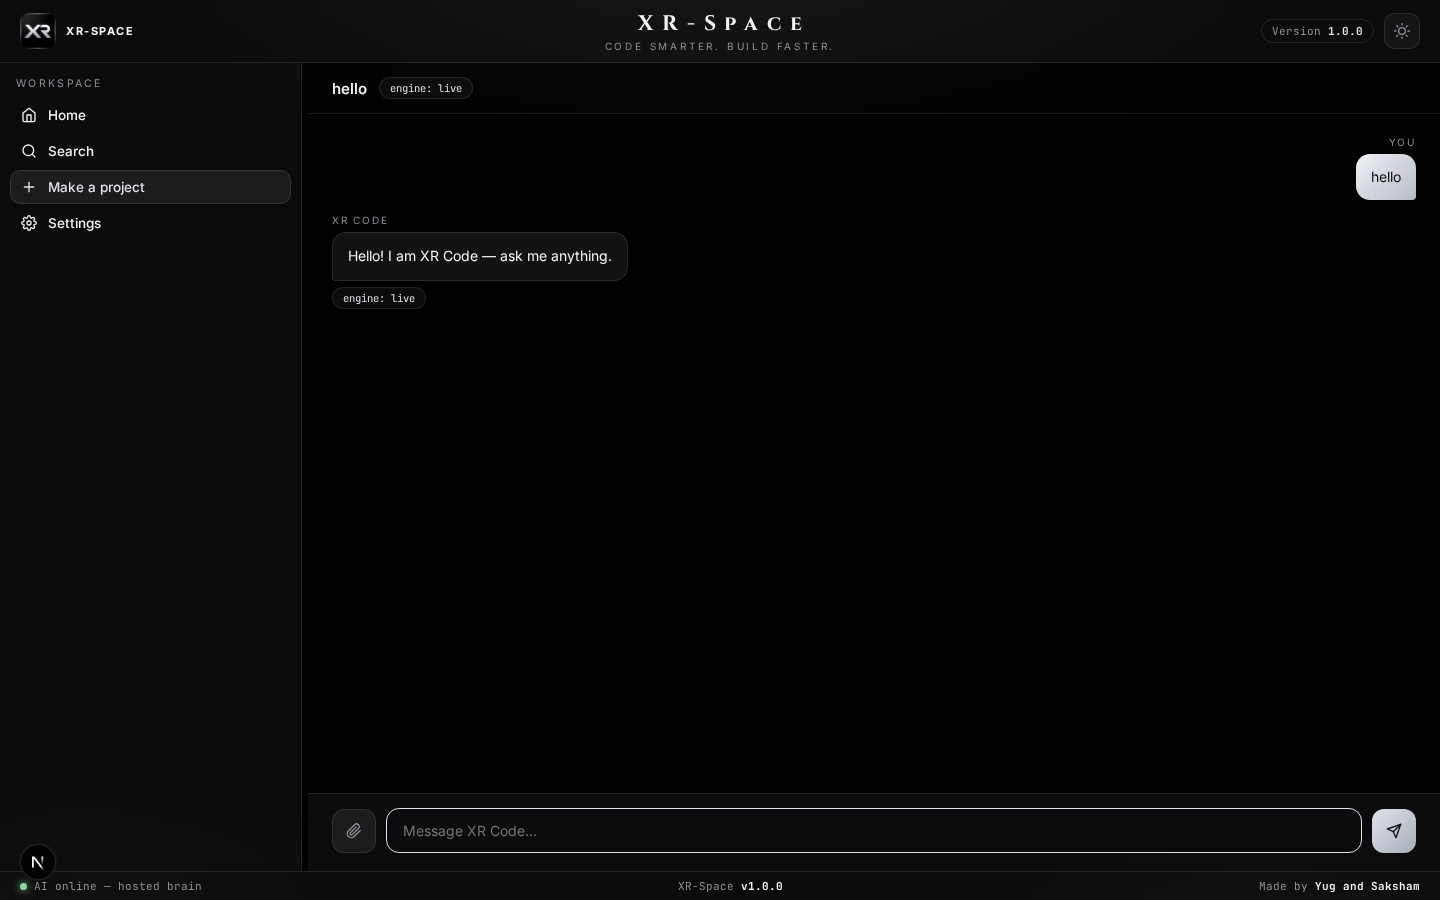 XR XR-SPACE
XR-SPACE
CODE SMARTER. BUILD FASTER.
Version 1.0.0
WORKSPACE
Home
Search
Make a project
Settings
hello engine: live
YOU
hello
XR CODE
Hello! I am XR Code — ask me anything.
engine: live
Message XR Code...
N
AI online — hosted brain
XR-Space v1.0.0
Made by Yug and Saksham